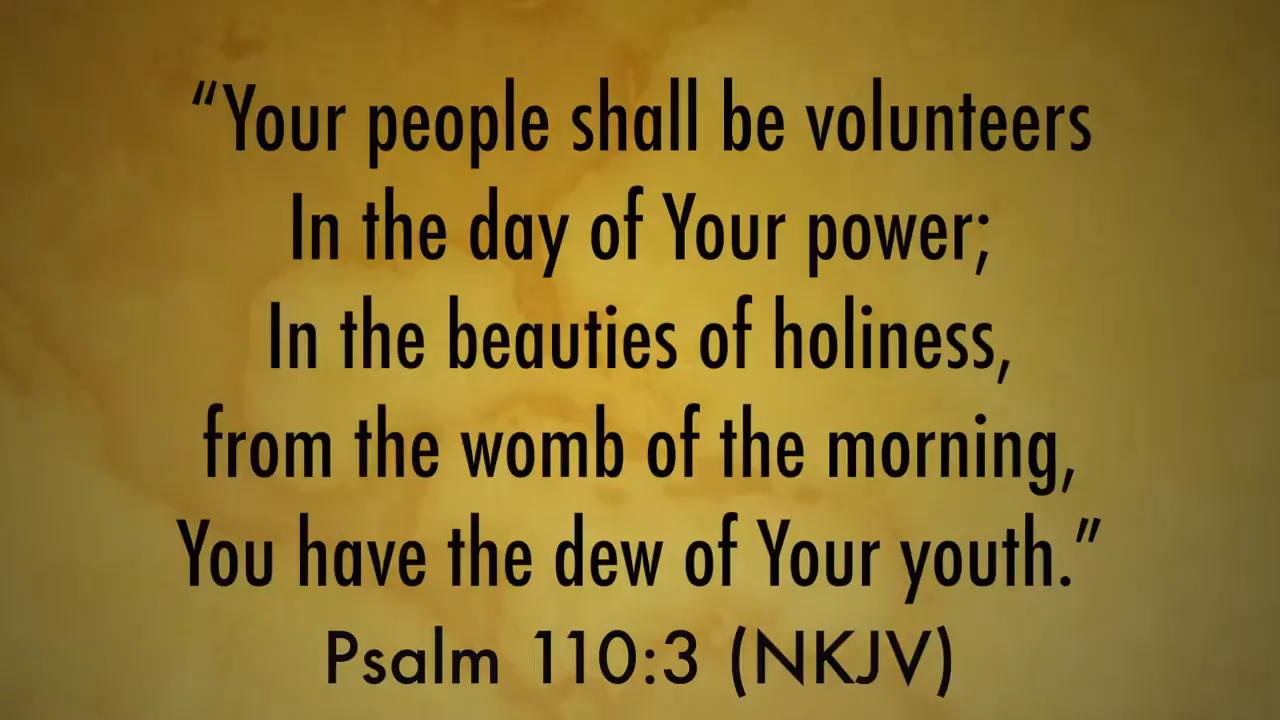 “Your people shall be volunteers
In the day of Your power;
In the beauties of holiness,
from the womb of the morning,
You have the dew of Your youth.”
Psalm 110:3 (NKJV)